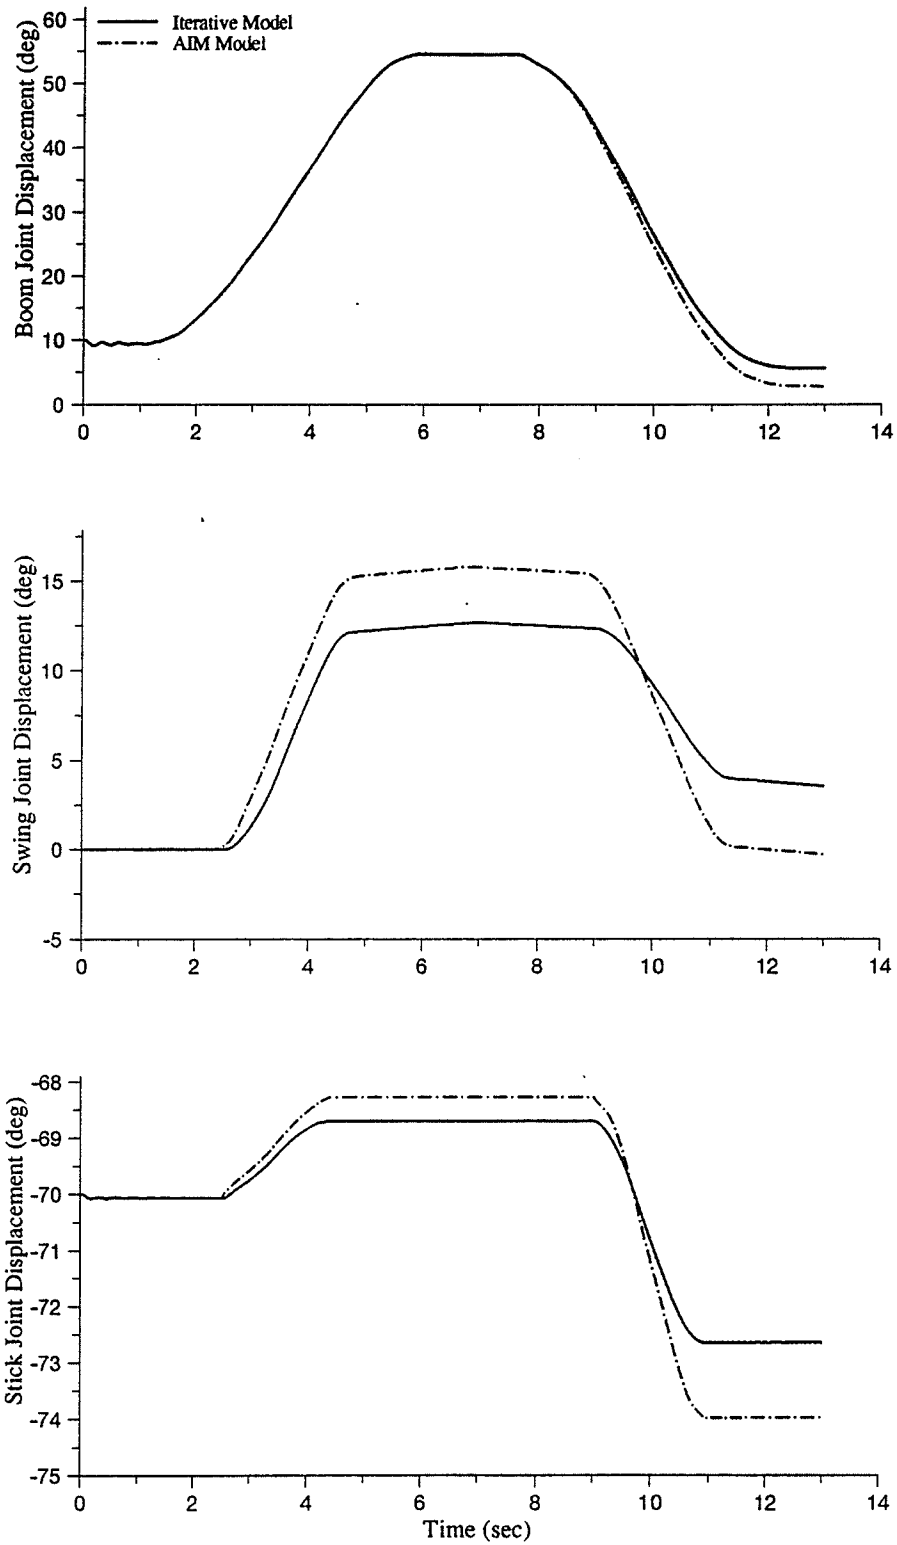 Iterative Model
AIM Model
Boom Joint Displacement (deg)
60
50
40
30
20
10
0
0 2 4 6 8 10 12 14
Swing Joint Displacement (deg)
15
10
5
0
-5
0 2 4 6 8 10 12 14
Stick Joint Displacement (deg)
-68
-69
-70
-71
-72
-73
-74
-75
0 2 4 6 8 10 12 14
Time (sec)